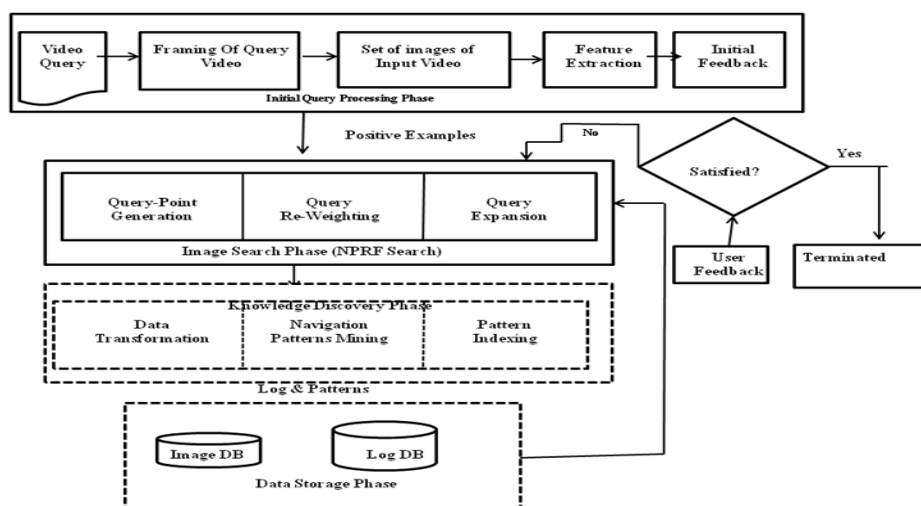 Video
Query
Framing Of Query
Video
Set of images of
Input Video
Feature
Extraction
Initial
Feedback
Initial Query Processing Phase
Positive Examples
No
Satisfied?
Yes
User
Feedback
Terminated
Query-Point
Generation
Query
Re-Weighting
Query
Expansion
Image Search Phase (NPRF Search)
Knowledge Discovery Phase
Data
Transformation
Navigation
Patterns Mining
Pattern
Indexing
Log & Patterns
Image DB
Log DB
Data Storage Phase